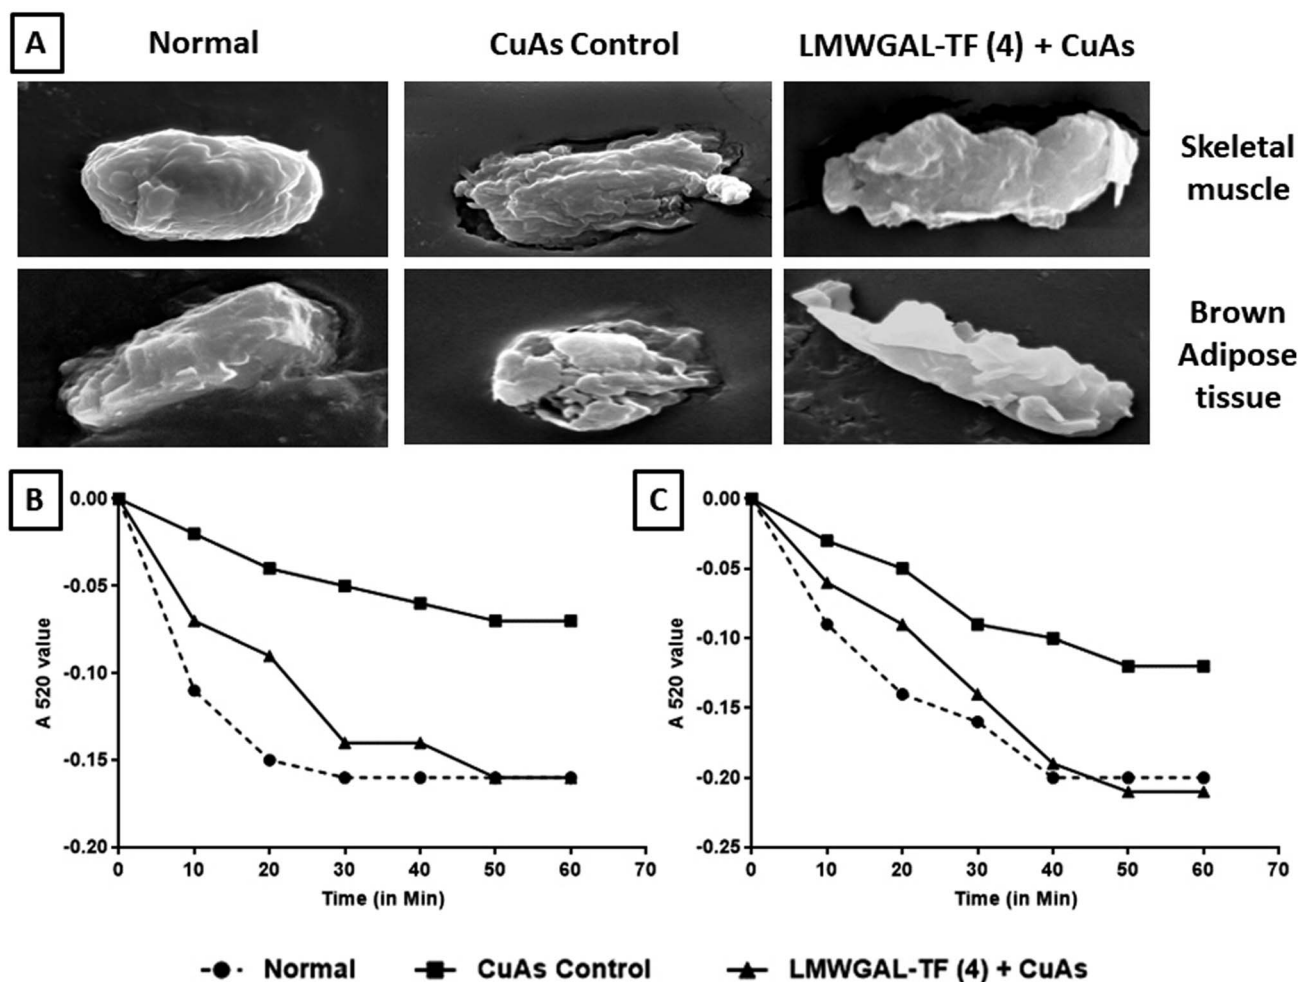 A
Normal
CuAs Control
LMWGAL-TF (4) + CuAs
Skeletal
muscle
Brown
Adipose
tissue
B
0.00
-0.05
-0.10
-0.15
-0.20
A 520 value
0 10 20 30 40 50 60 70
Time (in Min)
C
0.00
-0.05
-0.10
-0.15
-0.20
-0.25
A 520 value
0 10 20 30 40 50 60 70
Time (in Min)
Normal
CuAs Control
LMWGAL-TF (4) + CuAs